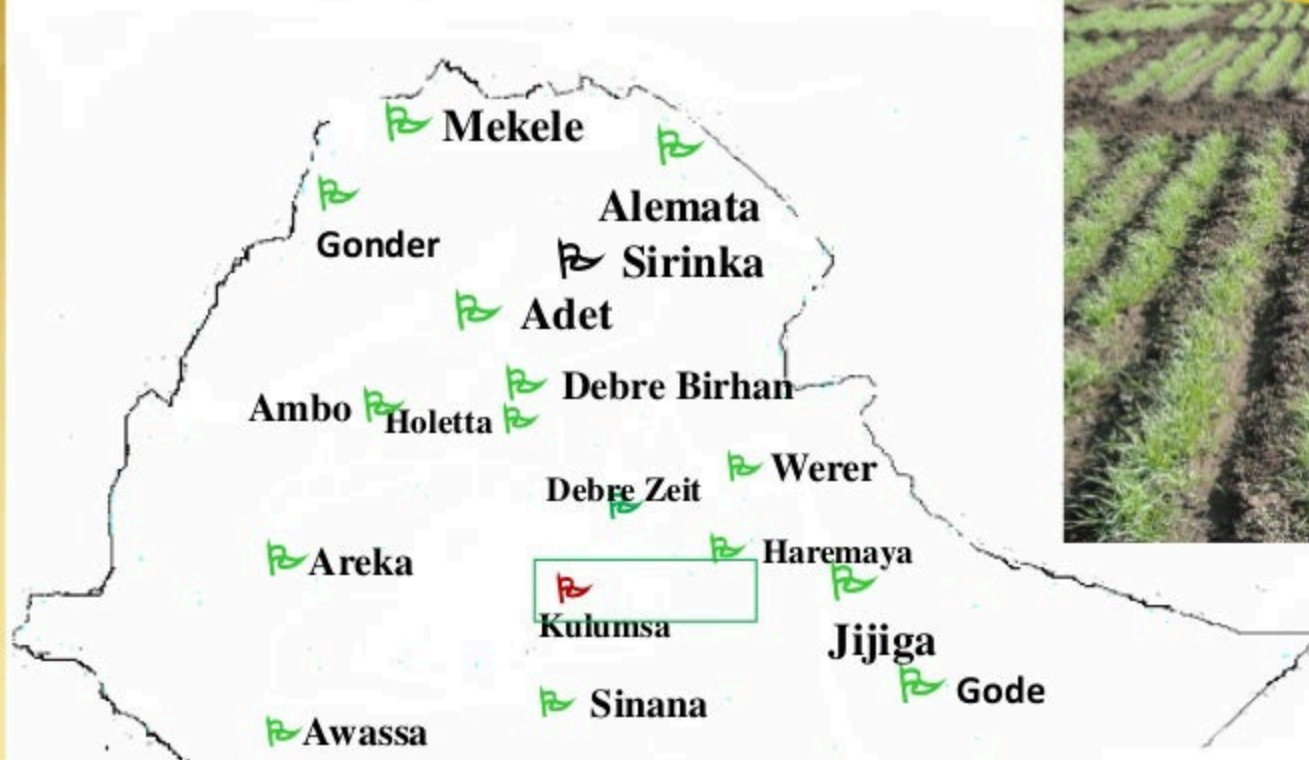 Mekele
Alemata
Gonder
Sirinka
Adet
Debre Birhan
Ambo
Holetta
Werer
Debre Zeit
Haremaya
Areka
Kulumsa
Jijiga
Gode
Sinana
Awassa